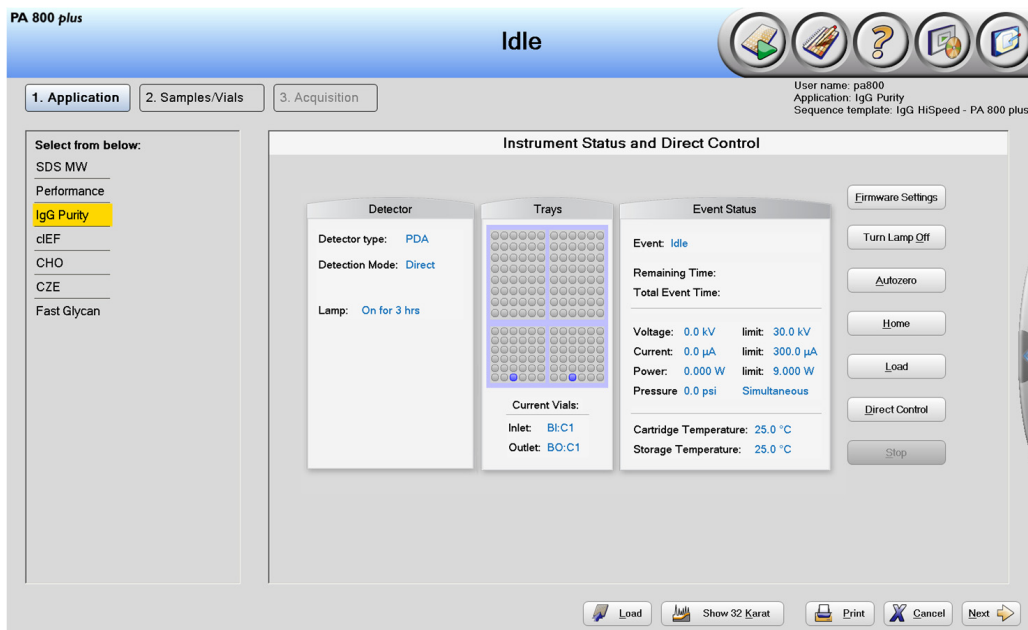 PA 800 plus
Idle
User name: pa800
Application: IgG Purity
Sequence template: IgG HiSpeed - PA 800 plus
1. Application
2. Samples/Vials
3. Acquisition
Select from below:
SDS MW
Performance
IgG Purity
cIEF
CHO
CZE
Fast Glycan
Instrument Status and Direct Control
Detector
Detector type: PDA
Detection Mode: Direct
Lamp: On for 3 hrs
Trays
Current Vials:
Inlet: BI:C1
Outlet: BO:C1
Event Status
Event: Idle
Remaining Time:
Total Event Time:
Voltage: 0.0 kV limit: 30.0 kV
Current: 0.0 µA limit: 300.0 µA
Power: 0.000 W limit: 9.000 W
Pressure 0.0 psi Simultaneous
Cartridge Temperature: 25.0 °C
Storage Temperature: 25.0 °C
Firmware Settings
Turn Lamp Off
Autozero
Home
Load
Direct Control
Stop
Load
Show 32 Karat
Print
Cancel
Next